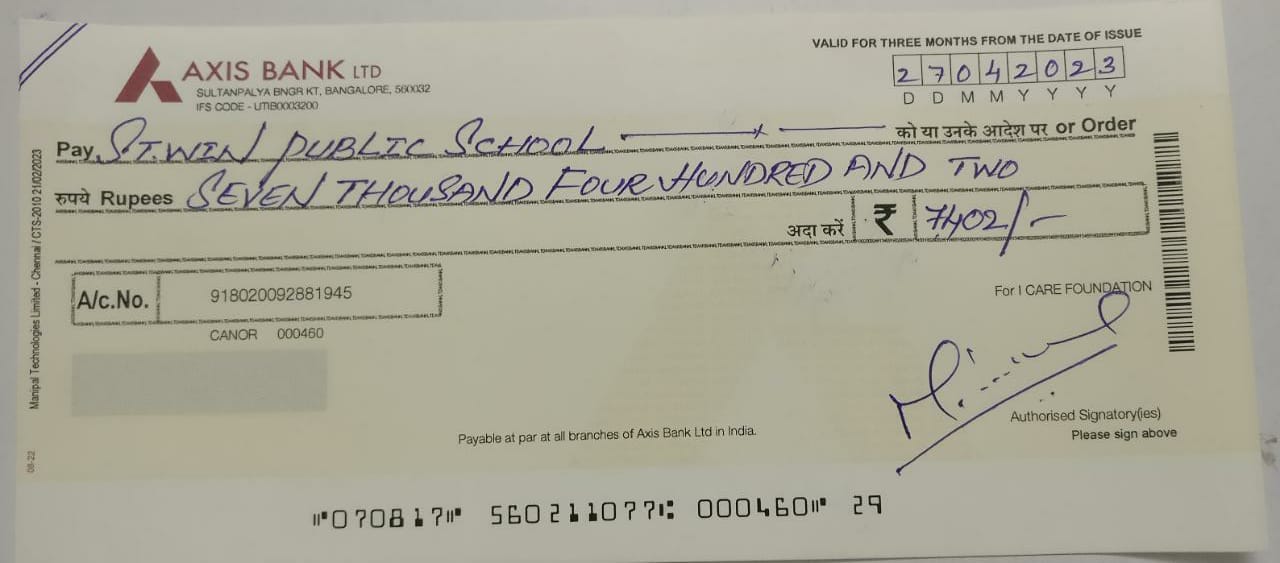 VALID FOR THREE MONTHS FROM THE DATE OF ISSUE
27042023
D D M M Y Y Y Y
AXIS BANK LTD
SULTANPALYA BNGR KT, BANGALORE, 560032
IFS CODE - UTIB0003200
Pay STWIN PUBLIC SCHOOL को या उनके आदेश पर or Order
रुपये Rupees SEVEN THOUSAND FOUR HUNDRED AND TWO
अदा करें ₹ 7402/-
A/c.No. 918020092881945
CANOR 000460
For I CARE FOUNDATION
Authorised Signatory(ies)
Please sign above
Payable at par at all branches of Axis Bank Ltd in India.
⑈070817⑈ 560211077⑆ 000460⑈ 29
Manipal Technologies Limited - Chennai / CTS-2010 21/02/2023
08-22